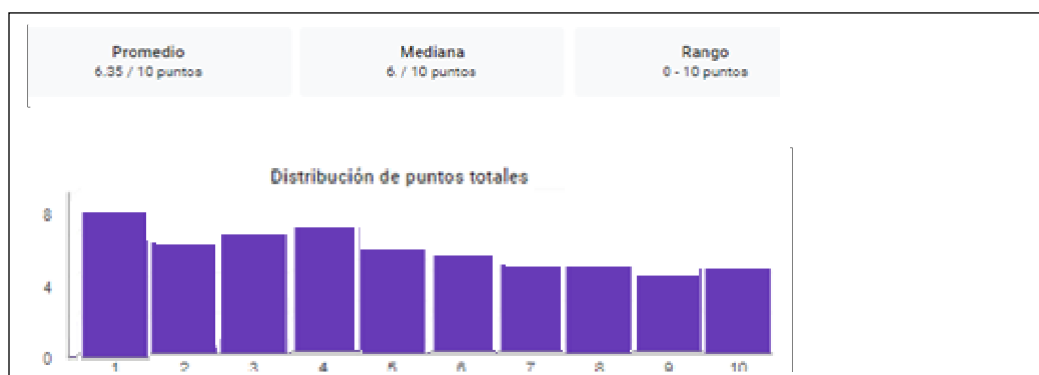 Promedio
6.35 / 10 puntos
Mediana
6. / 10 puntos
Rango
0 - 10 puntos
Distribución de puntos totales
8
4
0
1 2 3 4 5 6 7 8 9 10